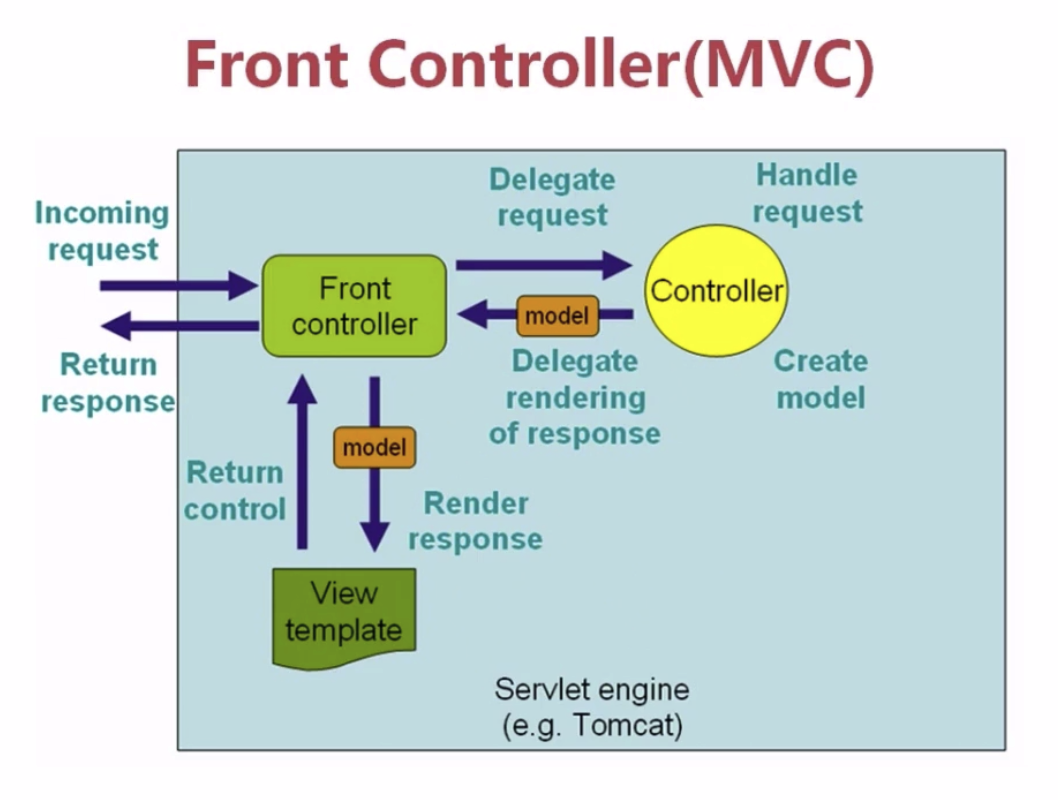 Front Controller(MVC)
Incoming
request
Delegate
request
Handle
request
Front
controller
Controller
model
Return
response
Delegate
rendering
of response
Create
model
model
Return
control
Render
response
View
template
Servlet engine
(e.g. Tomcat)